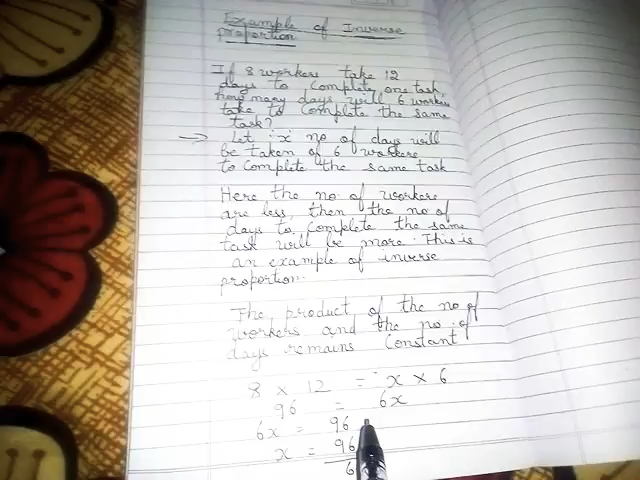 Example of Inverse
proportion
If 8 workers take 12
days to complete one task,
how many days will 6 workers
take to complete the same
task?
→ Let 'x' no of days will
be taken of 6 workers
to complete the same task
Here the no. of workers
are less, then the no of
days to complete the same
task will be more. This is
an example of inverse
proportion.
The product of the no of
workers and the no. of
days remains Constant
8 × 12 = x × 6
96 = 6x
6x = 96
x = 96
6